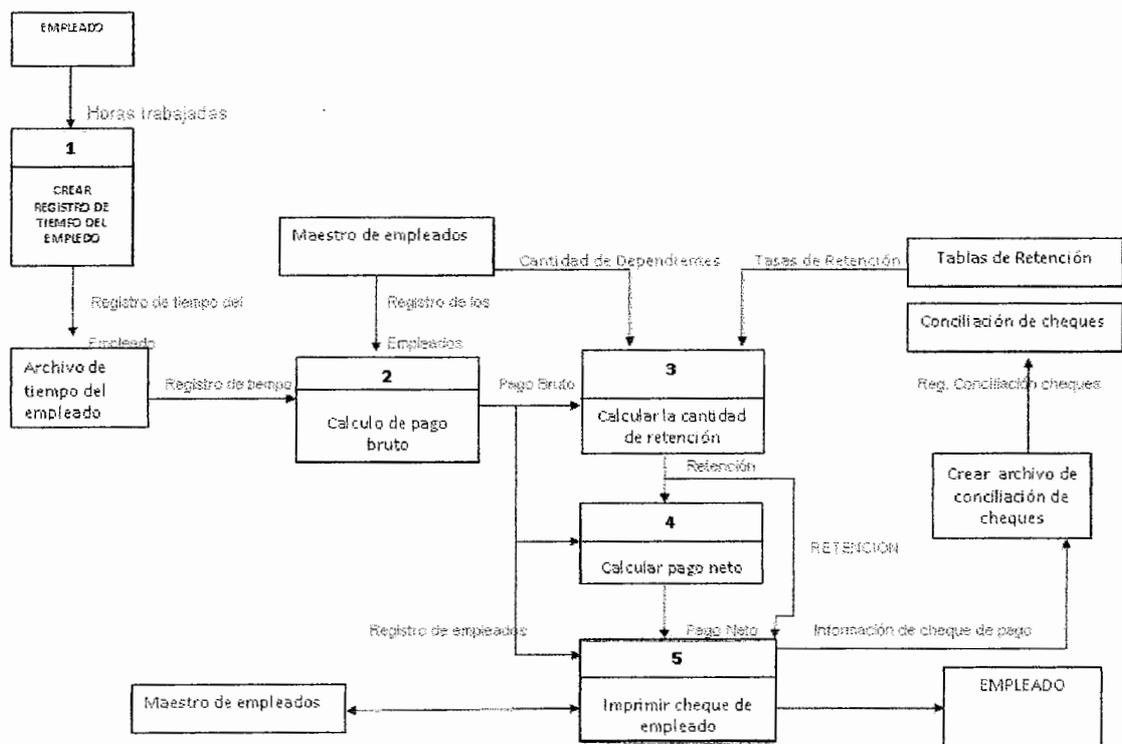 EMPLEADO
Horas trabajadas
1
CREAR
REGISTRO DE
TIEMPO DEL
EMPLEDO
Registro de tiempo del
Empleado
Archivo de
tiempo del
empleado
Registro de tiempo
Maestro de empleados
Registro de los
Empleados
2
Calculo de pago
bruto
Cantidad de Dependientes
Tasas de Retención
Tablas de Retención
Conciliación de cheques
Reg. Conciliación cheques
Pago Bruto
3
Calcular la cantidad
de retención
Retención
Crear archivo de
conciliación de
cheques
4
Calcular pago neto
RETENCION
Registro de empleados
Pago Neto
Información de cheque de pago
5
Imprimir cheque de
empleado
Maestro de empleados
EMPLEADO